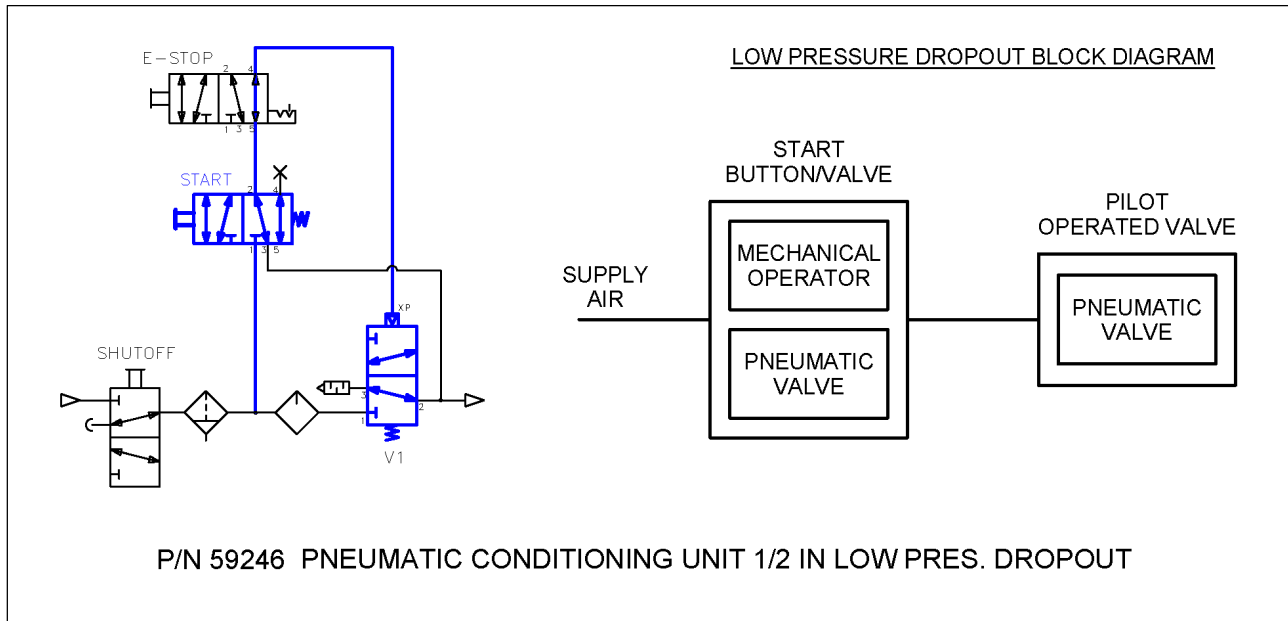 E-STOP
2 4
1 3 5
START
2 4
1 3 5
XP
SHUTOFF
3
1
2
V1
LOW PRESSURE DROPOUT BLOCK DIAGRAM
START
BUTTON/VALVE
MECHANICAL
OPERATOR
PNEUMATIC
VALVE
SUPPLY
AIR
PILOT
OPERATED VALVE
PNEUMATIC
VALVE
P/N 59246 PNEUMATIC CONDITIONING UNIT 1/2 IN LOW PRES. DROPOUT